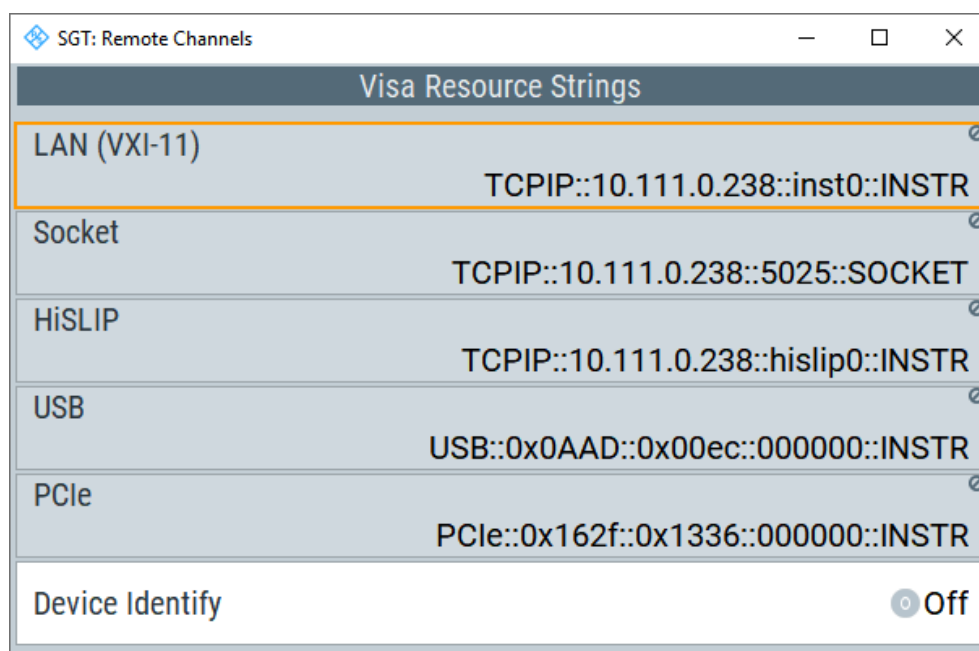 SGT: Remote Channels
Visa Resource Strings
LAN (VXI-11)
TCPIP::10.111.0.238::inst0::INSTR
Socket
TCPIP::10.111.0.238::5025::SOCKET
HiSLIP
TCPIP::10.111.0.238::hislip0::INSTR
USB
USB::0x0AAD::0x00ec::000000::INSTR
PCIe
PCIe::0x162f::0x1336::000000::INSTR
Device Identify
Off